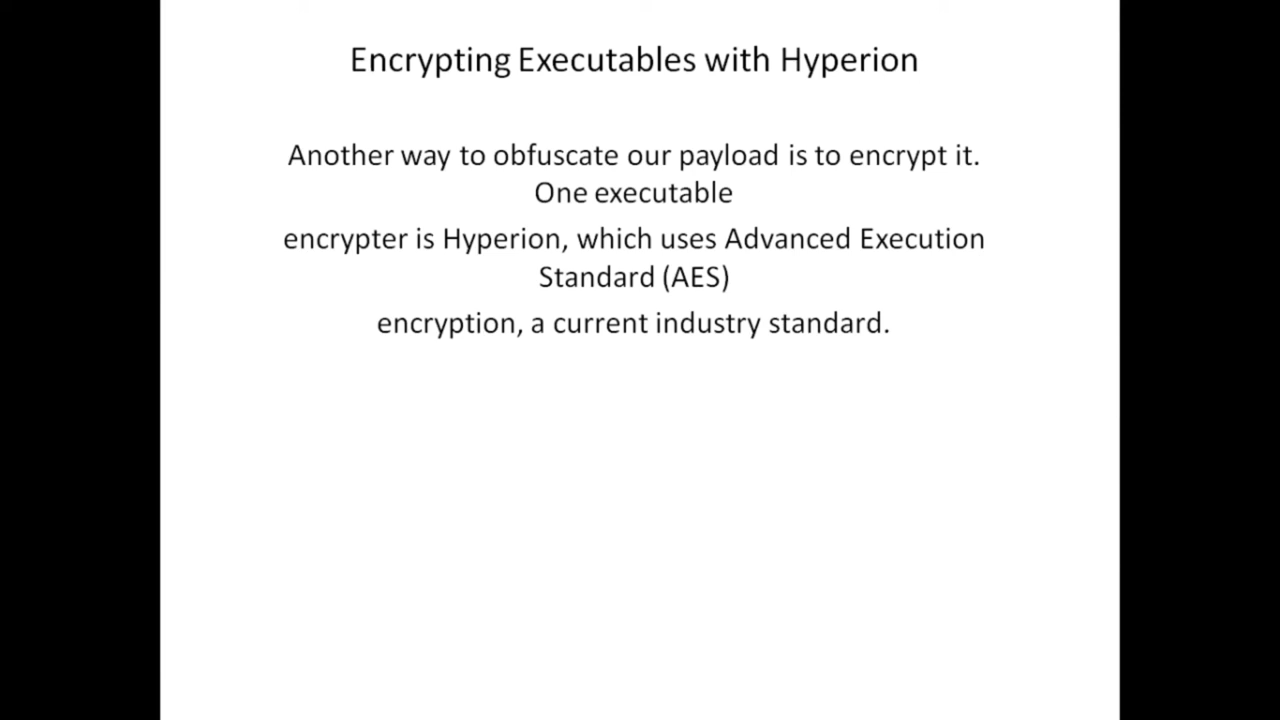 Encrypting Executables with Hyperion
Another way to obfuscate our payload is to encrypt it.
One executable
encrypter is Hyperion, which uses Advanced Execution
Standard (AES)
encryption, a current industry standard.